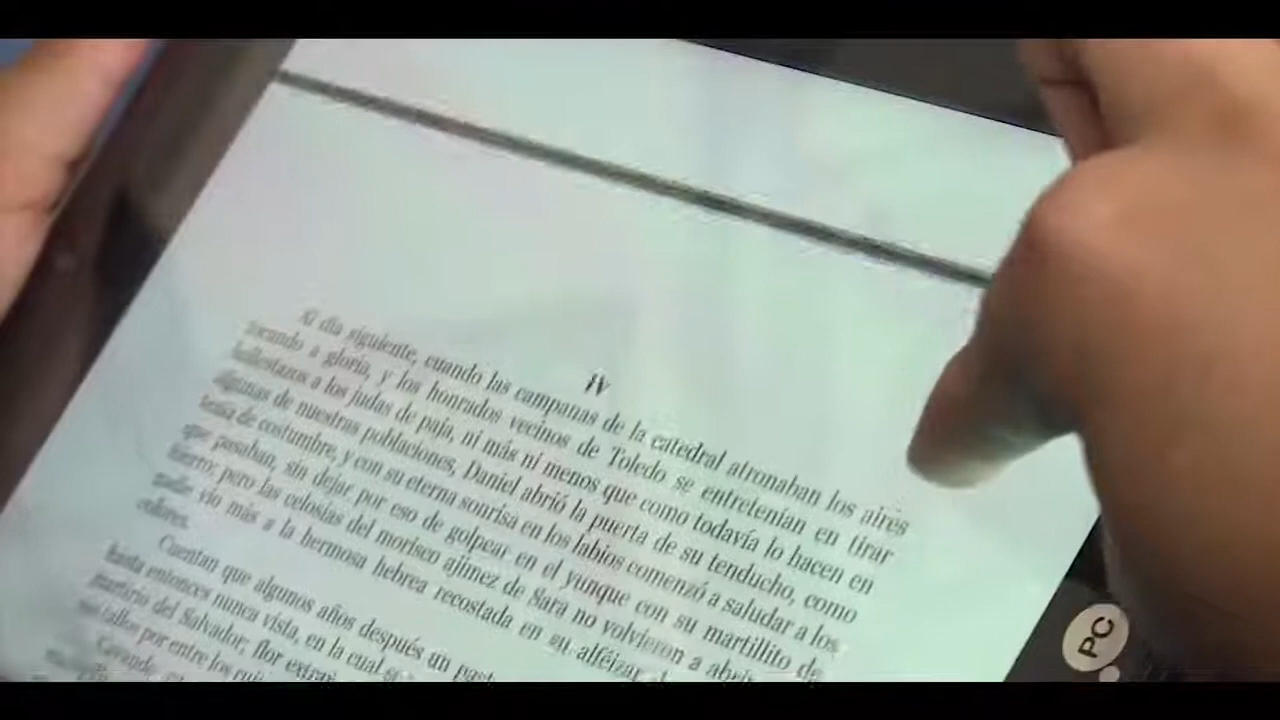 IV
Al día siguiente, cuando las campanas de la catedral atronaban los aires
tocando a gloria, y los honrados vecinos de Toledo se entretenían en tirar
ballestazos a los judas de paja, ni más ni menos que como todavía lo hacen en
algunas de nuestras poblaciones, Daniel abrió la puerta de su tenducho, como
tenía de costumbre, y con su eterna sonrisa en los labios comenzó a saludar a los
que pasaban, sin dejar por eso de golpear en el yunque con su martillito de
hierro; pero las celosías del morisco ajimez de Sara no volvieron a
nadie vio más a la hermosa hebrea recostada en su alféizar
colores.
Cuentan que algunos años después un
hasta entonces nunca vista, en la cual se
martirio del Salvador; flor
sus tallos por entre los
Cavando
PC